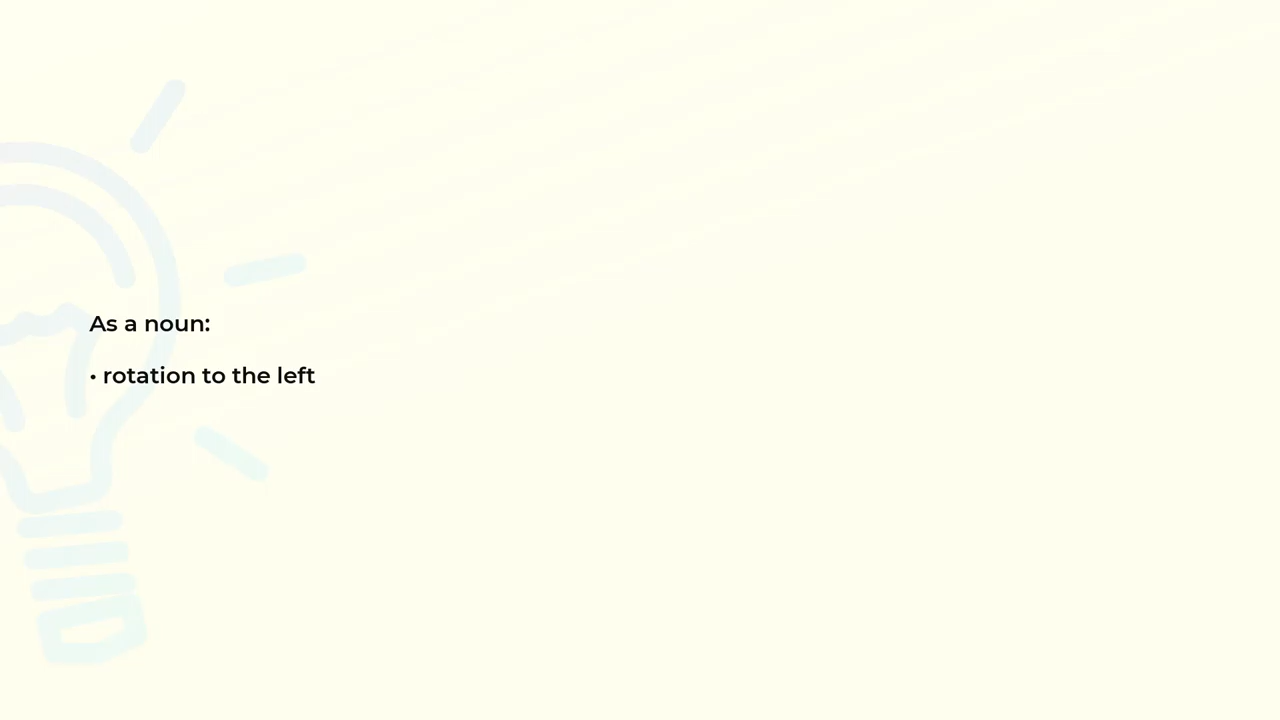 As a noun:
• rotation to the left